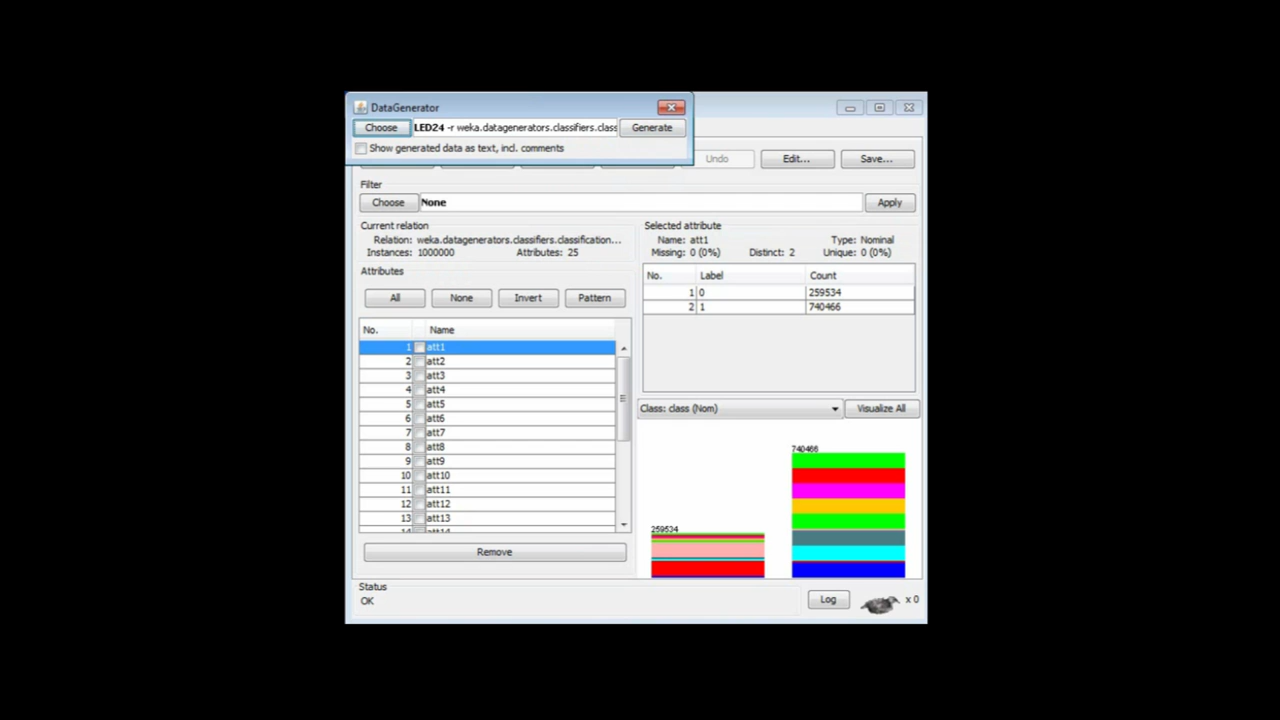 DataGenerator
Choose LED24 -r weka.datagenerators.classifiers.class Generate
Show generated data as text, incl. comments
Undo Edit... Save...
Filter
Choose None Apply
Current relation
Relation: weka.datagenerators.classifiers.classification...
Instances: 1000000 Attributes: 25
Selected attribute
Name: att1 Type: Nominal
Missing: 0 (0%) Distinct: 2 Unique: 0 (0%)
No. Label Count
1 0 259534
2 1 740466
Attributes
All None Invert Pattern
No. Name
1 att1
2 att2
3 att3
4 att4
5 att5
6 att6
7 att7
8 att8
9 att9
10 att10
11 att11
12 att12
13 att13
14 att14
Remove
Class: class (Nom) Visualize All
740466
259534
Status
OK
Log x 0